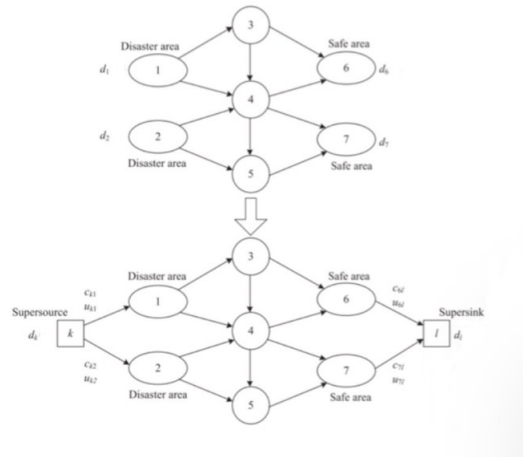 3
Disaster area
Safe area
d₁
1
6
d₆
4
d₂
2
7
d₇
Disaster area
Safe area
5
3
Disaster area
Safe area
cₖ₁
uₖ₁
1
6
c₆ℓ
u₆ℓ
Supersource
Supersink
dₖ
k
4
l
dₗ
cₖ₂
uₖ₂
2
7
c₇ℓ
u₇ℓ
Disaster area
Safe area
5